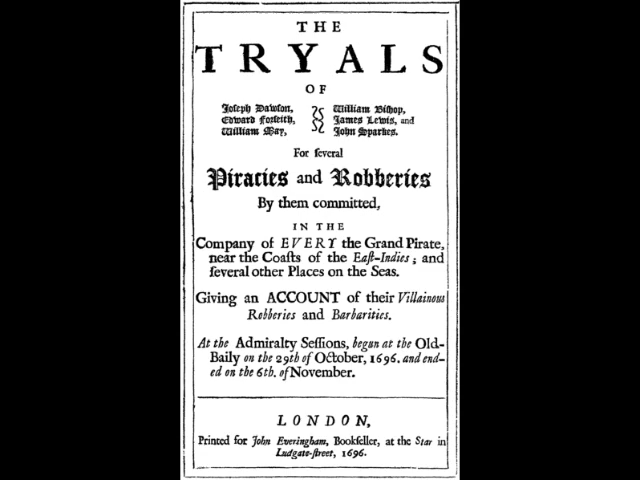 THE
TRYALS
OF
Joſeph Dawſon, William Biſhop,
Edward Forſeith, James Lewis, and
William May, John Sparkes.
For ſeveral
Piracies and Robberies
By them committed,
IN THE
Company of EVERY the Grand Pirate,
near the Coaſts of the Eaſt-Indies; and
ſeveral other Places on the Seas.
Giving an ACCOUNT of their Villainous
Robberies and Barbarities.
At the Admiralty Seſſions, begun at the Old-
Baily on the 29th of October, 1696. and end-
ed on the 6th. of November.
LONDON,
Printed for John Everingham, Bookſeller, at the Star in
Ludgate-ſtreet, 1696.